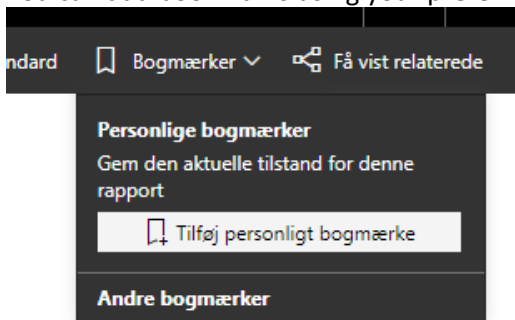 ndard Bogmærker Få vist relaterede
Personlige bogmærker
Gem den aktuelle tilstand for denne
rapport
Tilføj personligt bogmærke
Andre bogmærker